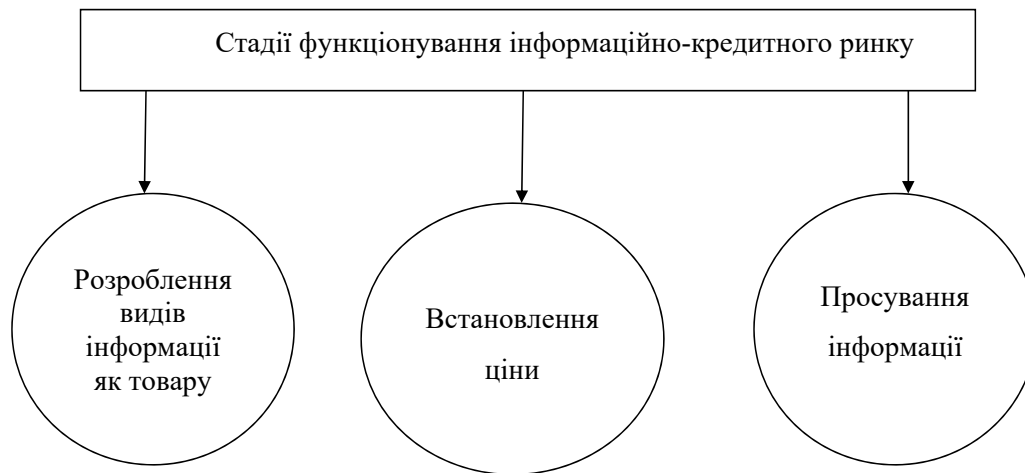 Стадії функціонування інформаційно-кредитного ринку
Розроблення
видів
інформації
як товару
Встановлення
ціни
Просування
інформації